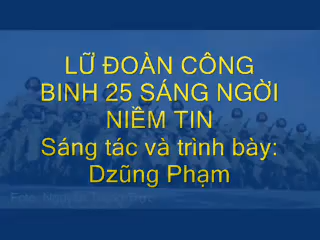 LỮ ĐOÀN CÔNG
BINH 25 SÁNG NGỜI
NIỀM TIN
Sáng tác và trình bày:
Dzũng Phạm